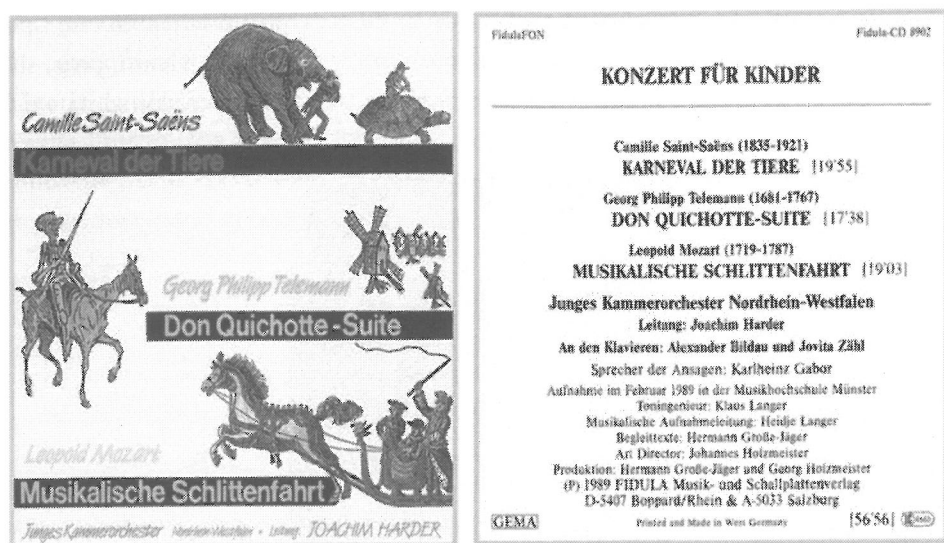 Camille Saint-Saëns
Karneval der Tiere
Georg Philipp Telemann
Don Quichotte-Suite
Leopold Mozart
Musikalische Schlittenfahrt
Junges Kammerorchester Nordrhein-Westfalen • Leitung JOACHIM HARDER
FidulaFON
Fidula-CD 8902
KONZERT FÜR KINDER
Camille Saint-Saëns (1835-1921)
KARNEVAL DER TIERE [19'55]
Georg Philipp Telemann (1681-1767)
DON QUICHOTTE-SUITE [17'38]
Leopold Mozart (1719-1787)
MUSIKALISCHE SCHLITTENFAHRT [19'03]
Junges Kammerorchester Nordrhein-Westfalen
Leitung: Joachim Harder
An den Klavieren: Alexander Bildau und Jovita Zähl
Sprecher der Ansagen: Karlheinz Gabor
Aufnahme im Februar 1989 in der Musikhochschule Münster
Toningenieur: Klaus Langer
Musikalische Aufnahmeleitung: Heidje Langer
Begleittexte: Hermann Große-Jäger
Art Director: Johannes Holzmeister
Produktion: Hermann Große-Jäger und Georg Holzmeister
(P) 1989 FIDULA Musik- und Schallplattenverlag
D-5407 Boppard/Rhein & A-5033 Salzburg
GEMA
Printed and Made in West Germany
[56'56]